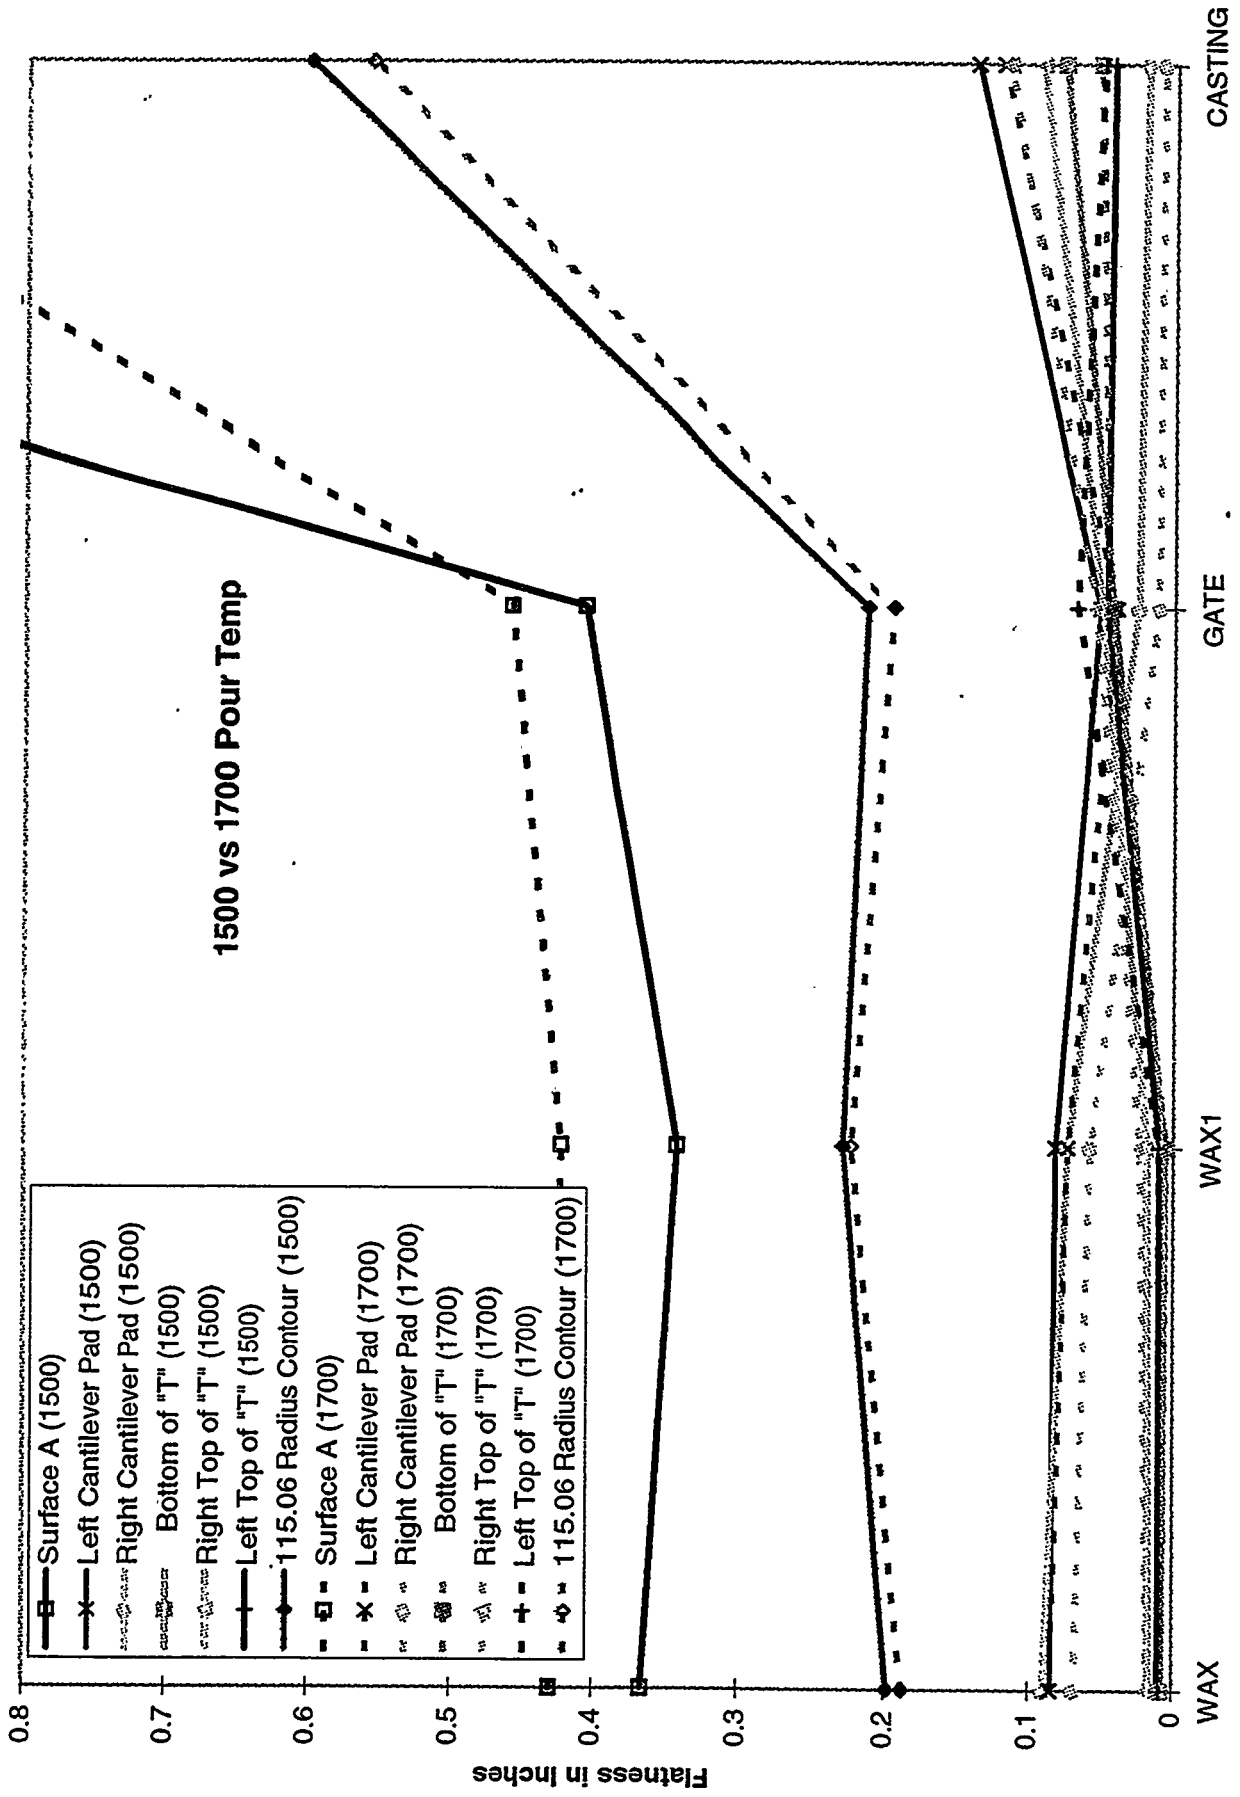 1500 vs 1700 Pour Temp
Surface A (1500)
Left Cantilever Pad (1500)
Right Cantilever Pad (1500)
Bottom of "T" (1500)
Right Top of "T" (1500)
Left Top of "T" (1500)
115.06 Radius Contour (1500)
Surface A (1700)
Left Cantilever Pad (1700)
Right Cantilever Pad (1700)
Bottom of "T" (1700)
Right Top of "T" (1700)
Left Top of "T" (1700)
115.06 Radius Contour (1700)
Flatness in Inches
0.8
0.7
0.6
0.5
0.4
0.3
0.2
0.1
0
WAX
WAX1
GATE
CASTING